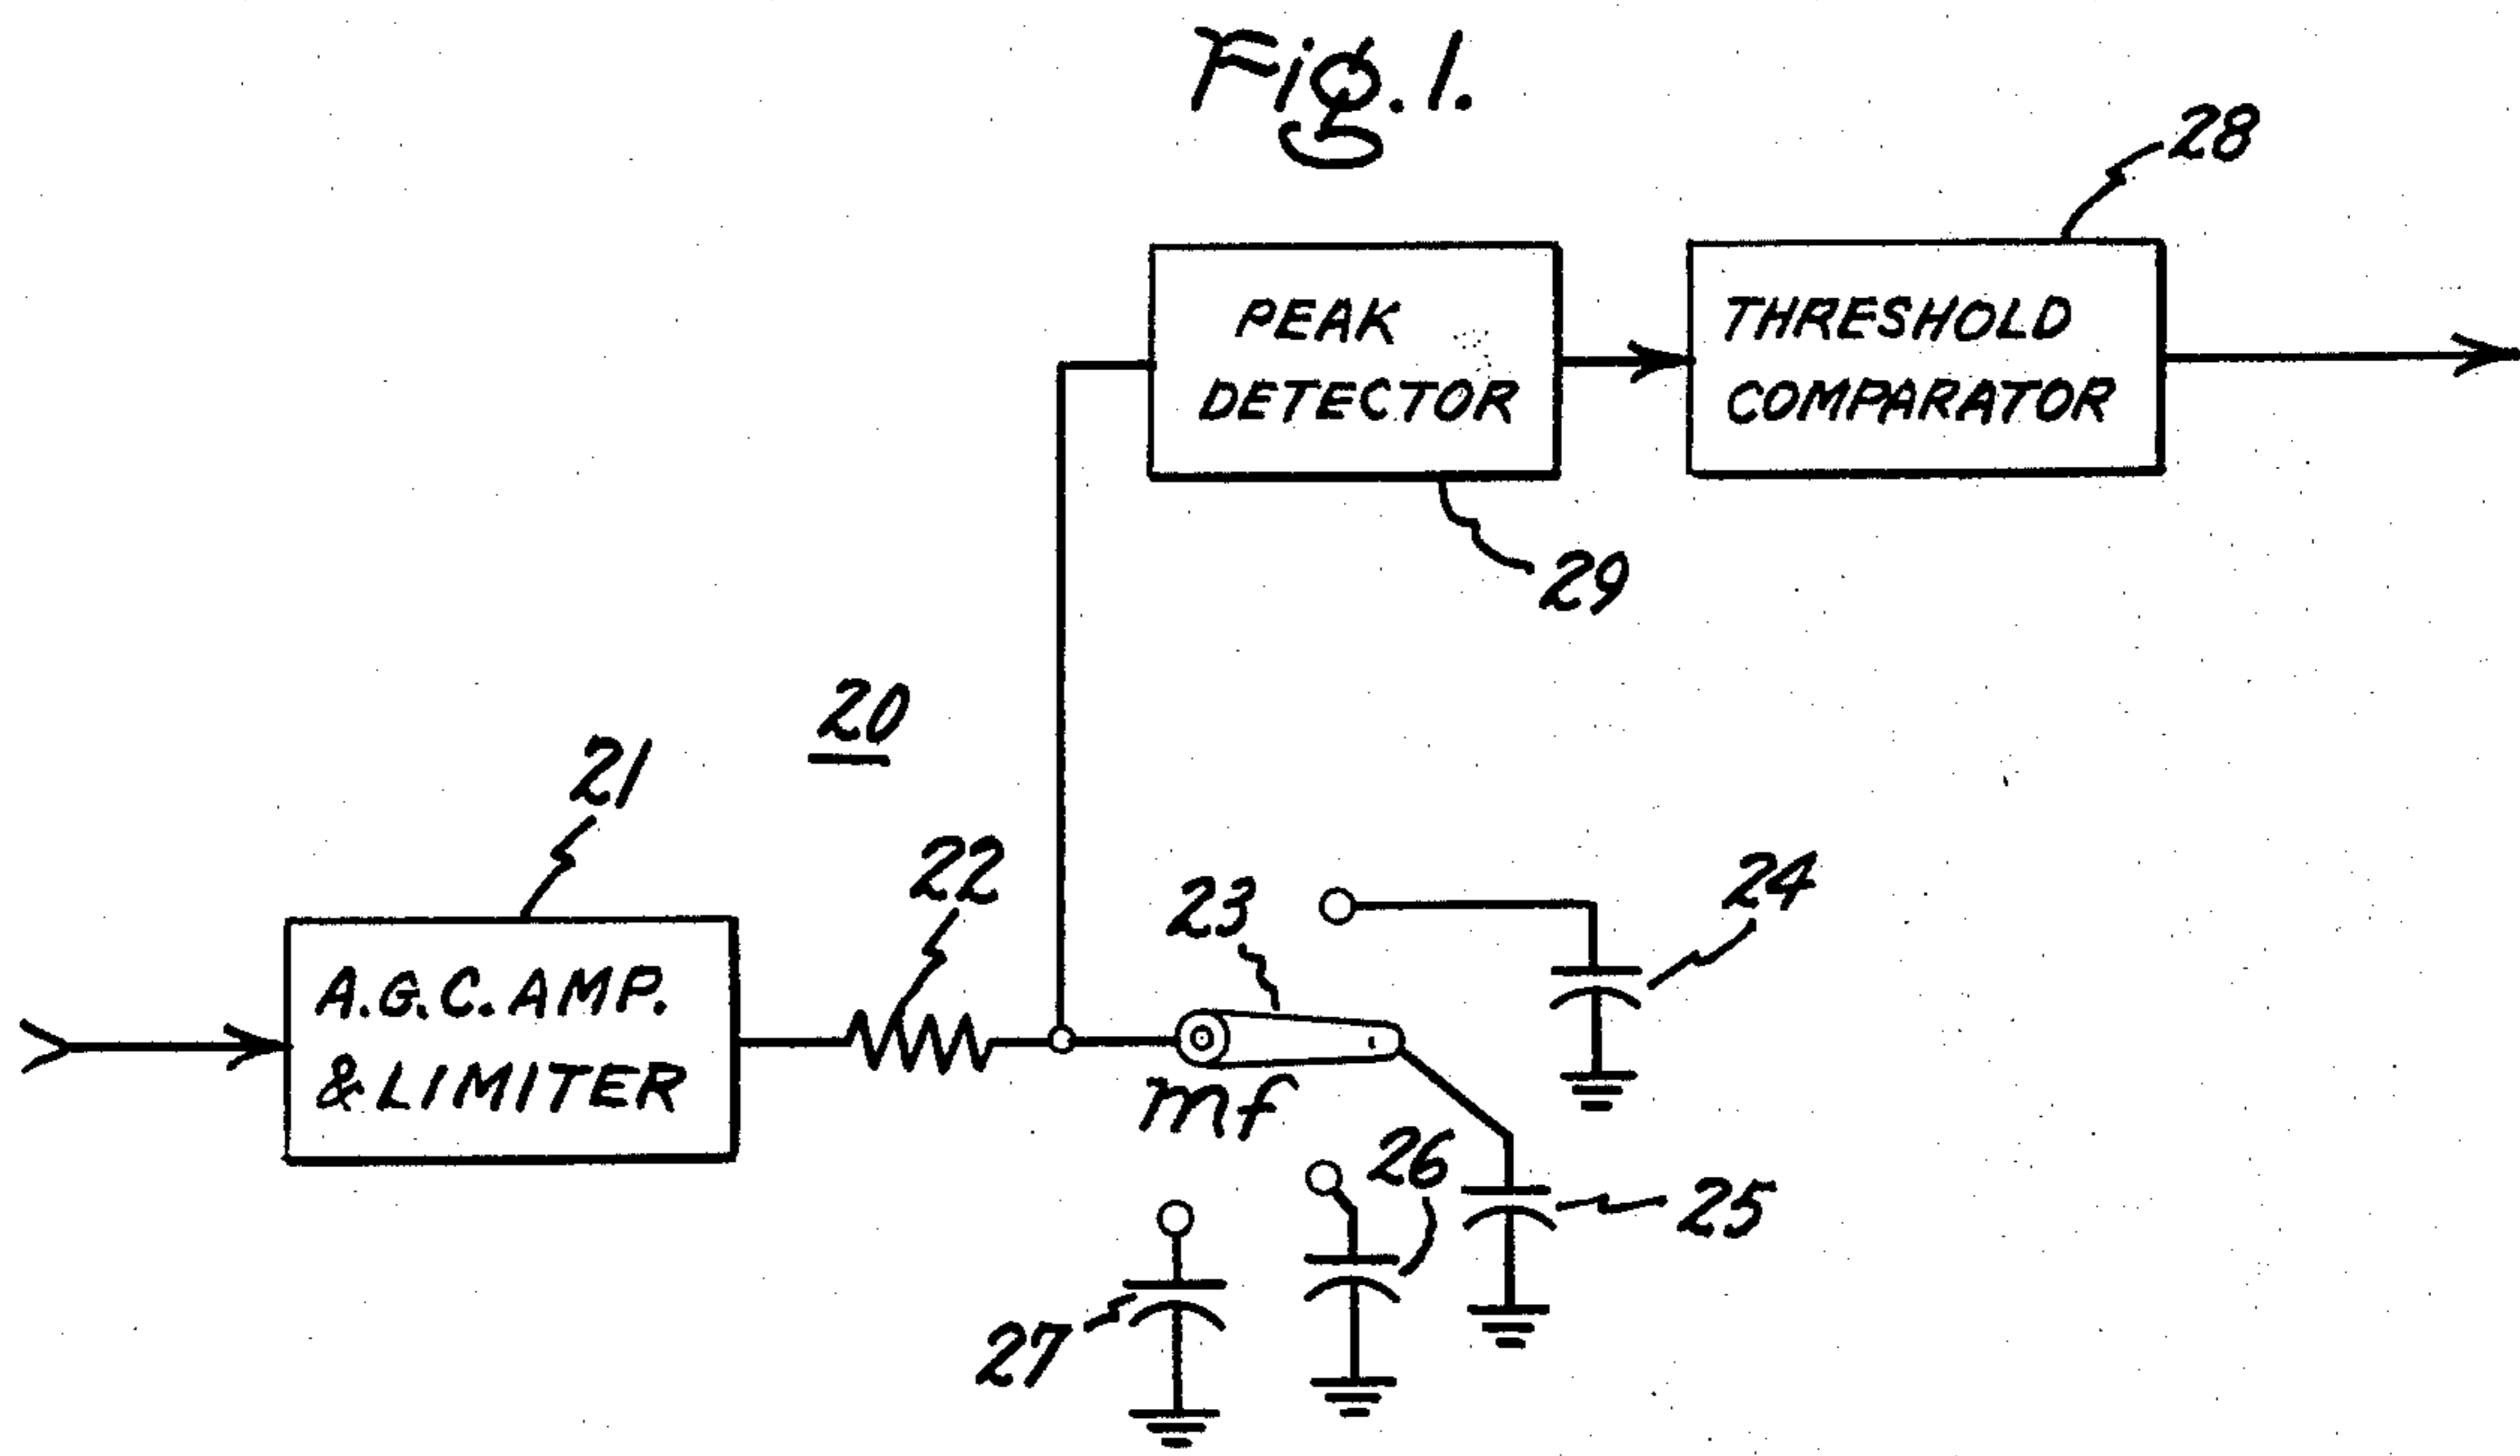 Fig. 1.
28
PEAK
DETECTOR
THRESHOLD
COMPARATOR
29
20
21
22
23
24
A.G.C. AMP.
& LIMITER
mf
26
25
27